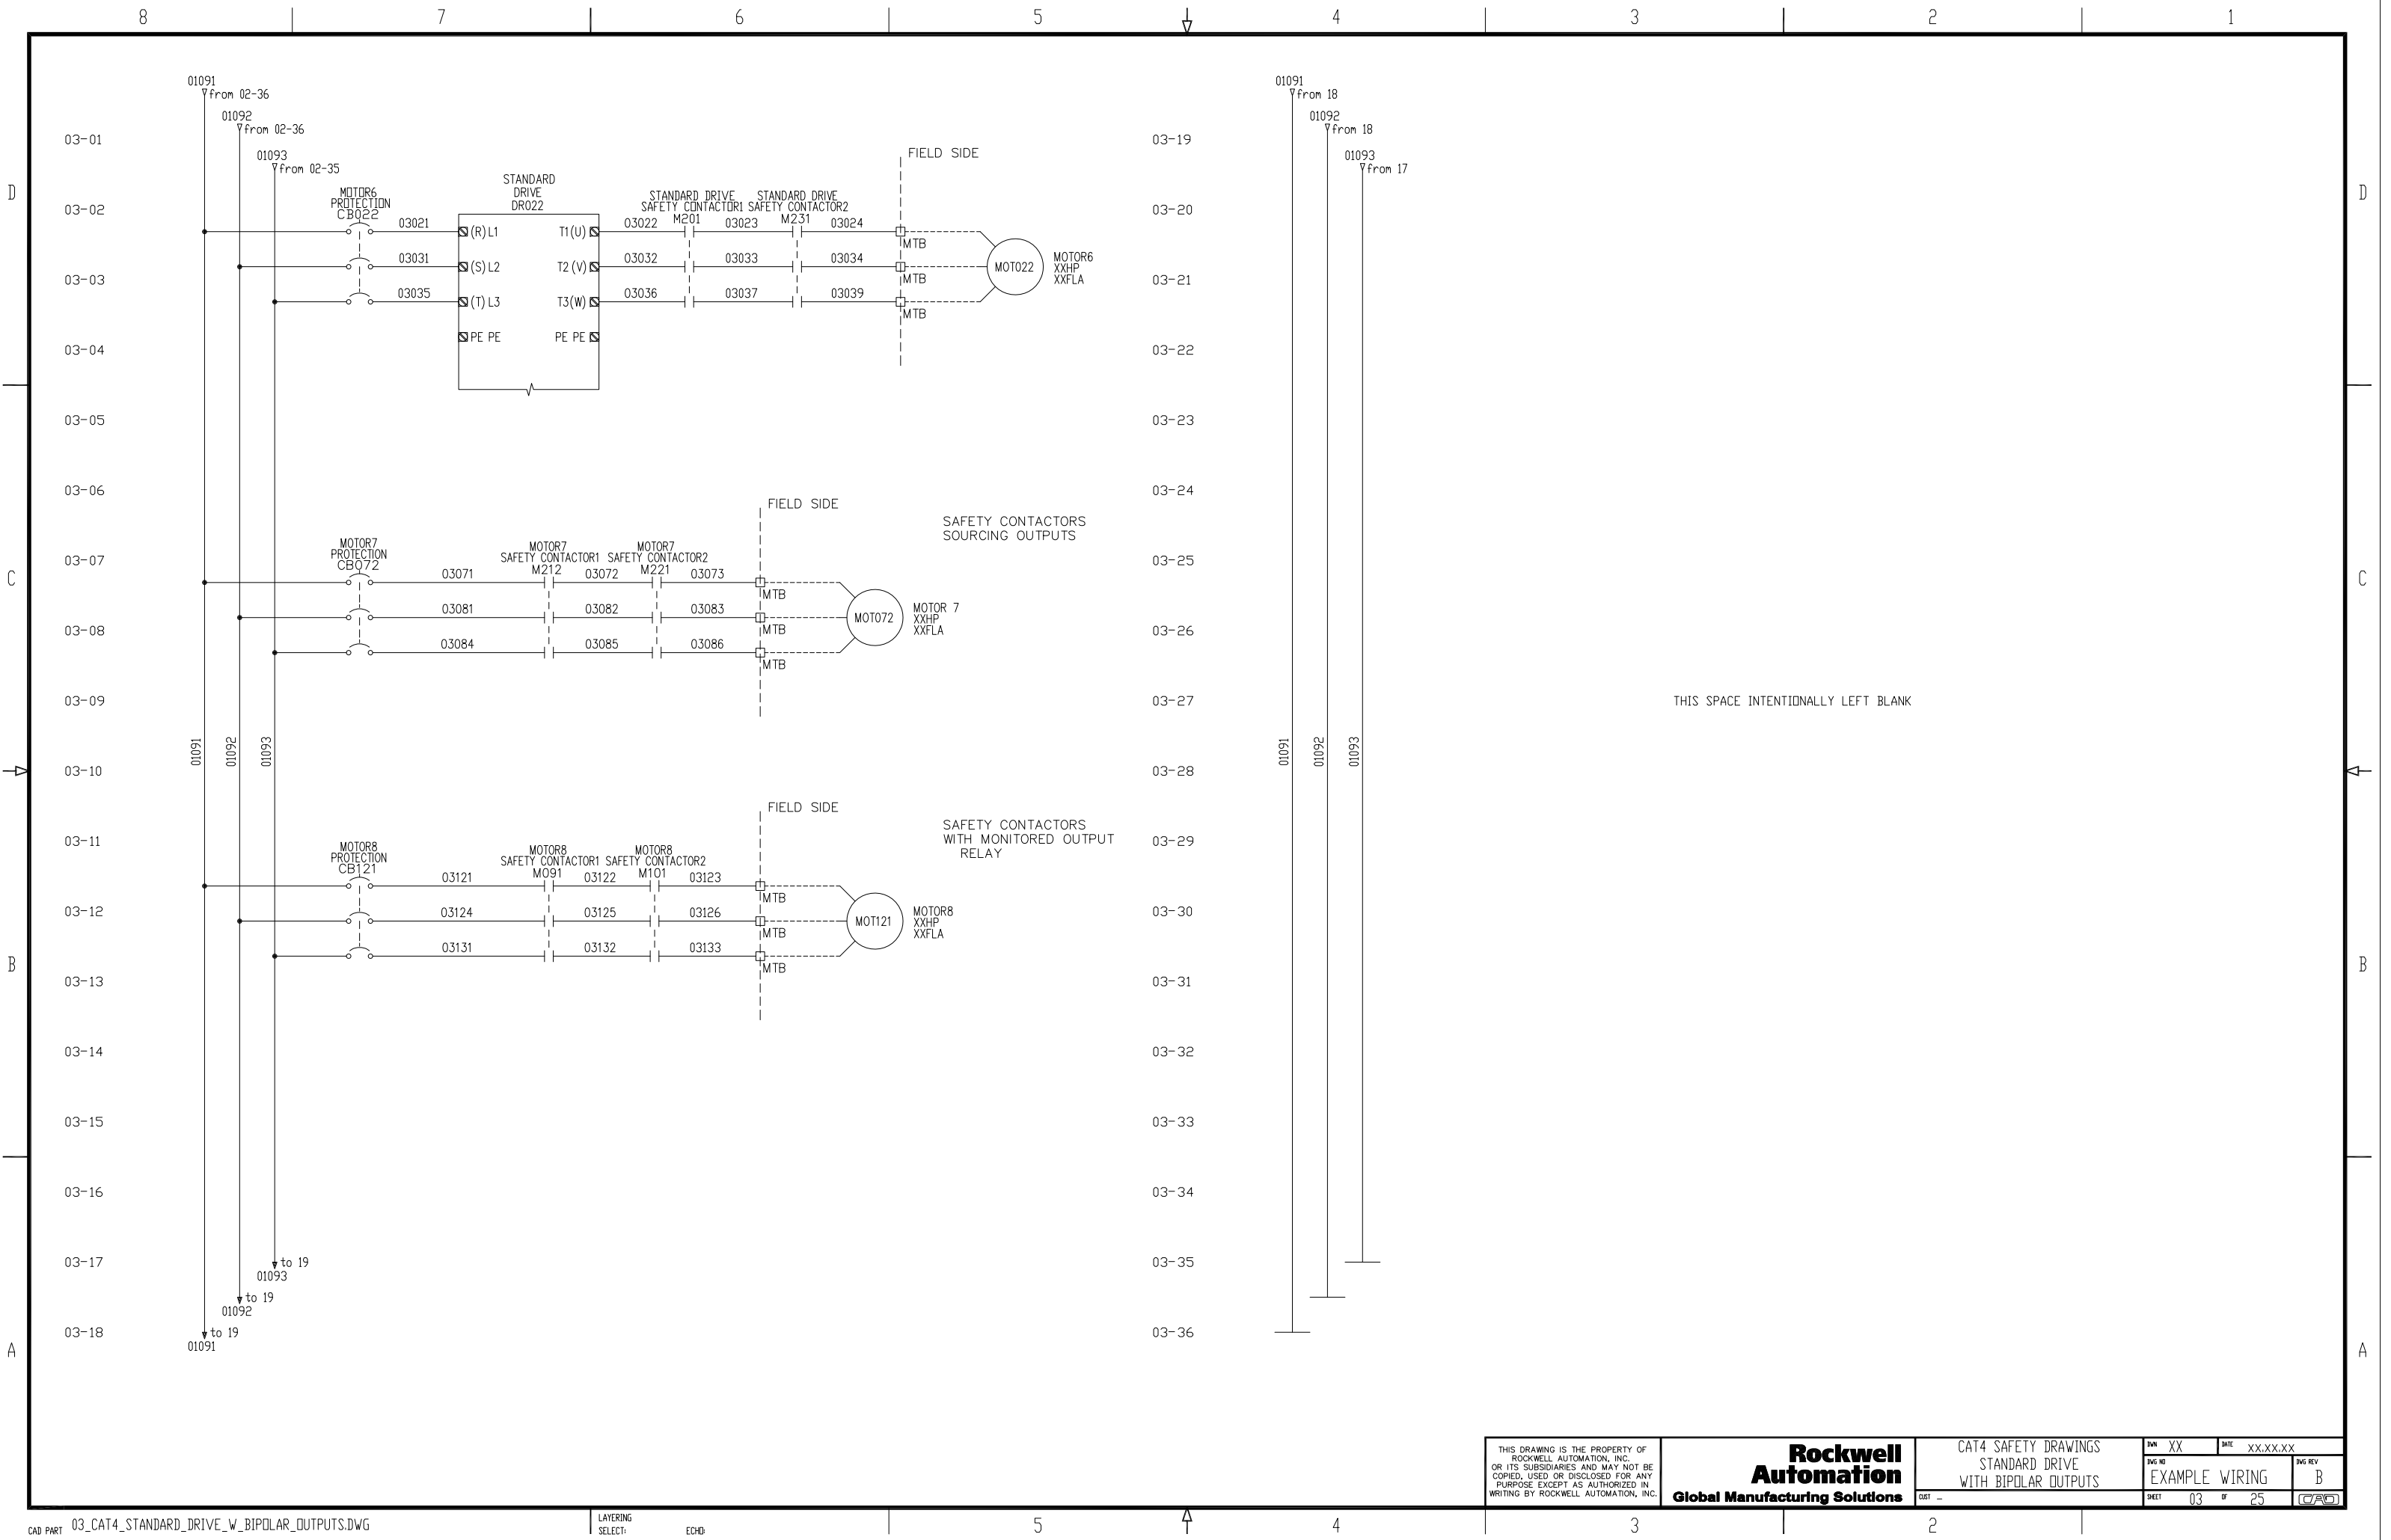 8 7 6 5 4 3 2 1
01091
from 02-36
01092
from 02-36
01093
from 02-35
03-01
03-02
03-03
03-04
03-05
03-06
03-07
03-08
03-09
03-10
03-11
03-12
03-13
03-14
03-15
03-16
03-17
03-18
D
C
B
A
MOTOR6
PROTECTION
CB022
03021
03031
03035
STANDARD
DRIVE
DR022
(R)L1 T1(U)
(S)L2 T2(V)
(T)L3 T3(W)
PE PE PE PE
STANDARD DRIVE STANDARD DRIVE
SAFETY CONTACTOR1 SAFETY CONTACTOR2
M201 M231
03022 03023 03024
03032 03033 03034
03036 03037 03039
FIELD SIDE
MTB
MTB
MTB
MOT022
MOTOR6
XXHP
XXFLA
MOTOR7
PROTECTION
CB072
MOTOR7 MOTOR7
SAFETY CONTACTOR1 SAFETY CONTACTOR2
M212 M221
03071 03072 03073
03081 03082 03083
03084 03085 03086
FIELD SIDE
MTB
MTB
MTB
MOT072
MOTOR 7
XXHP
XXFLA
SAFETY CONTACTORS
SOURCING OUTPUTS
01091
01092
01093
MOTOR8
PROTECTION
CB121
MOTOR8 MOTOR8
SAFETY CONTACTOR1 SAFETY CONTACTOR2
M091 M101
03121 03122 03123
03124 03125 03126
03131 03132 03133
FIELD SIDE
MTB
MTB
MTB
MOT121
MOTOR8
XXHP
XXFLA
SAFETY CONTACTORS
WITH MONITORED OUTPUT
RELAY
to 19
01093
to 19
01092
to 19
01091
01091
from 18
01092
from 18
01093
from 17
03-19
03-20
03-21
03-22
03-23
03-24
03-25
03-26
03-27
03-28
03-29
03-30
03-31
03-32
03-33
03-34
03-35
03-36
01091
01092
01093
THIS SPACE INTENTIONALLY LEFT BLANK
D
C
B
A
THIS DRAWING IS THE PROPERTY OF
ROCKWELL AUTOMATION, INC.
OR ITS SUBSIDIARIES AND MAY NOT BE
COPIED, USED OR DISCLOSED FOR ANY
PURPOSE EXCEPT AS AUTHORIZED IN
WRITING BY ROCKWELL AUTOMATION, INC.
Rockwell
Automation
Global Manufacturing Solutions
CAT4 SAFETY DRAWINGS
STANDARD DRIVE
WITH BIPOLAR OUTPUTS
CUST _
DWN XX DATE XX.XX.XX
DWG NO DWG REV
EXAMPLE WIRING B
SHEET 03 OF 25 CAD
CAD PART 03_CAT4_STANDARD_DRIVE_W_BIPOLAR_OUTPUTS.DWG
LAYERING
SELECT: ECHO:
5 4 3 2